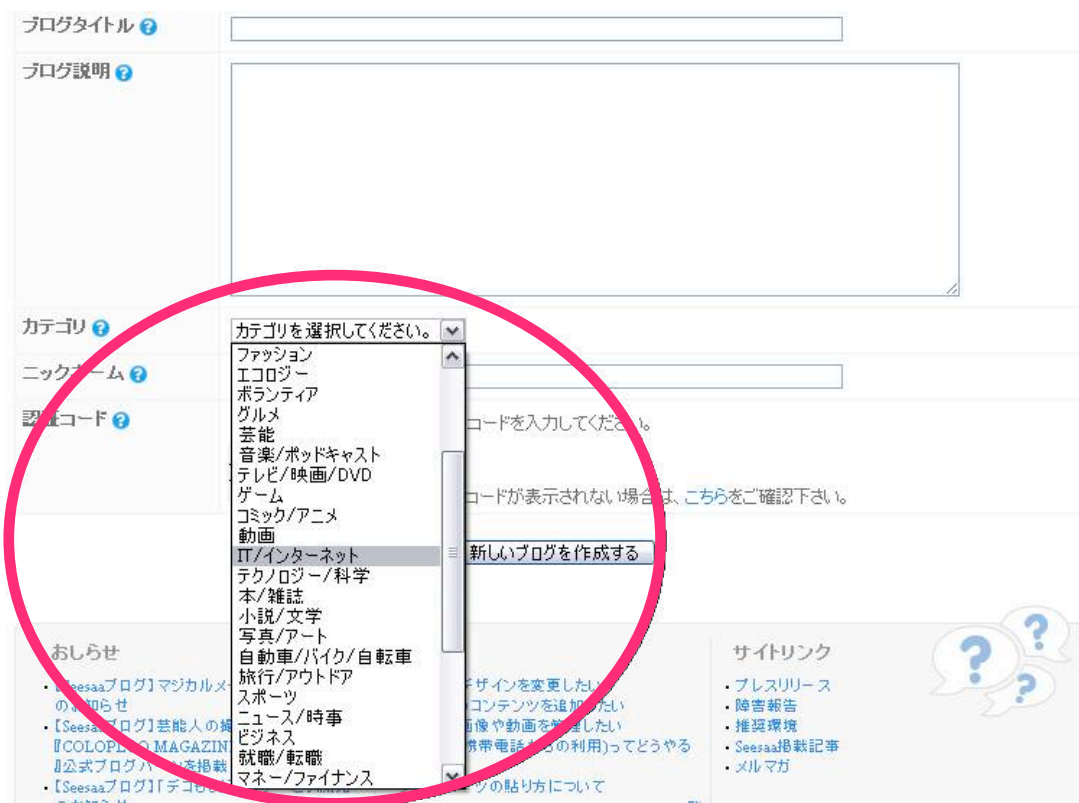 ブログタイトル
ブログ説明
カテゴリ
カテゴリを選択してください。
ファッション
エコロジー
ボランティア
グルメ
芸能
音楽/ポッドキャスト
テレビ/映画/DVD
ゲーム
コミック/アニメ
動画
IT/インターネット
テクノロジー/科学
本/雑誌
小説/文学
写真/アート
自動車/バイク/自転車
旅行/アウトドア
スポーツ
ニュース/時事
ビジネス
就職/転職
マネー/ファイナンス
ニックネーム
認証コード
コードを入力してください。
コードが表示されない場合は、こちらをご確認下さい。
新しいブログを作成する
おしらせ
・【Seesaaブログ】マジカルメ
のお知らせ
・【Seesaaブログ】芸能人の
MAGAZIN
・【Seesaaブログ】
デザインを変更したい
コンテンツを追加したい
画像や動画を管理したい
の利用)ってどうやる
ツの貼り方について
サイトリンク
・プレスリリース
・障害報告
・推奨環境
・Seesaa掲載記事
・メルマガ